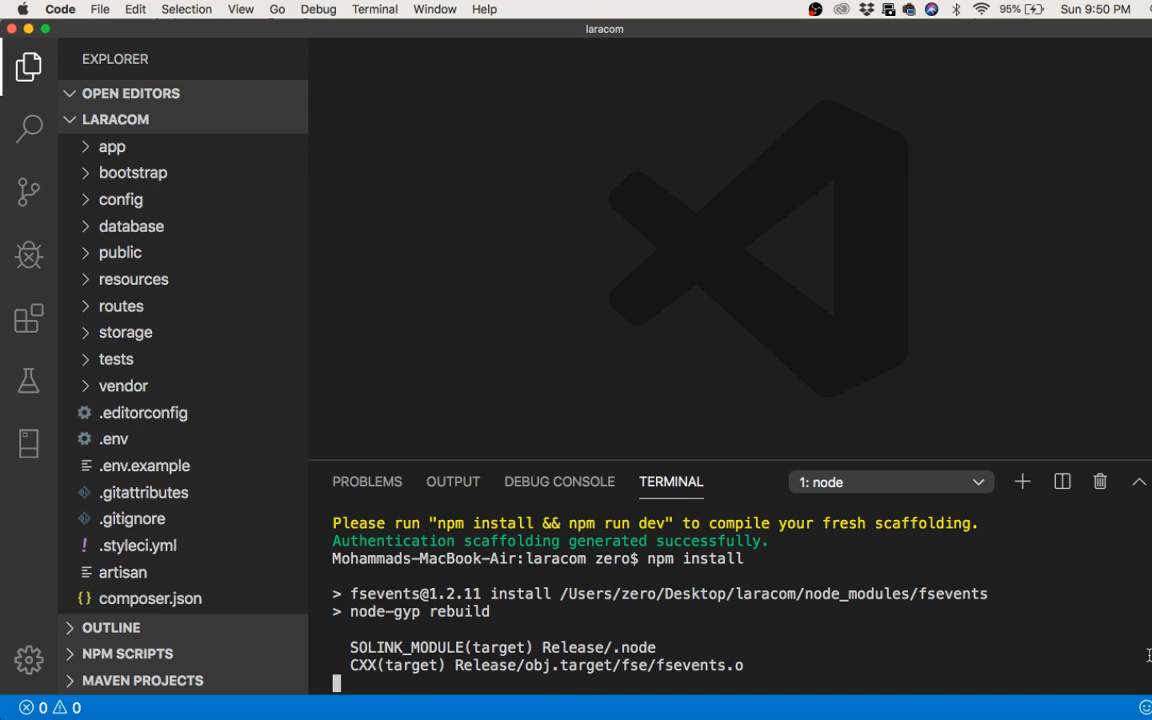 Code File Edit Selection View Go Debug Terminal Window Help 95% Sun 9:50 PM
laracom
EXPLORER
OPEN EDITORS
LARACOM
app
bootstrap
config
database
public
resources
routes
storage
tests
vendor
.editorconfig
.env
.env.example
.gitattributes
.gitignore
.styleci.yml
artisan
{} composer.json
OUTLINE
NPM SCRIPTS
MAVEN PROJECTS
PROBLEMS OUTPUT DEBUG CONSOLE TERMINAL 1: node
Please run "npm install && npm run dev" to compile your fresh scaffolding.
Authentication scaffolding generated successfully.
Mohammads-MacBook-Air:laracom zero$ npm install
> fsevents@1.2.11 install /Users/zero/Desktop/laracom/node_modules/fsevents
> node-gyp rebuild
SOLINK_MODULE(target) Release/.node
CXX(target) Release/obj.target/fse/fsevents.o
0 0